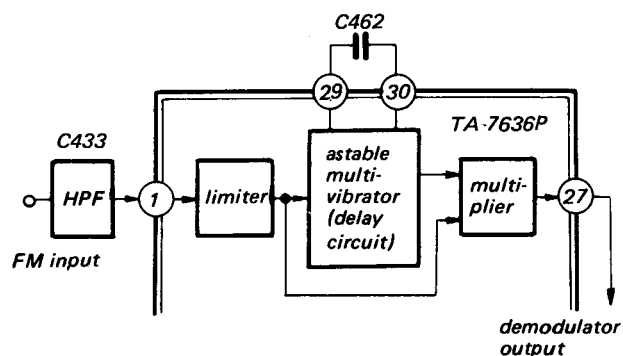 C462
29
30
TA-7636P
C433
HPF
1
limiter
astable
multi-
vibrator
(delay
circuit)
multi-
plier
27
FM input
demodulator
output